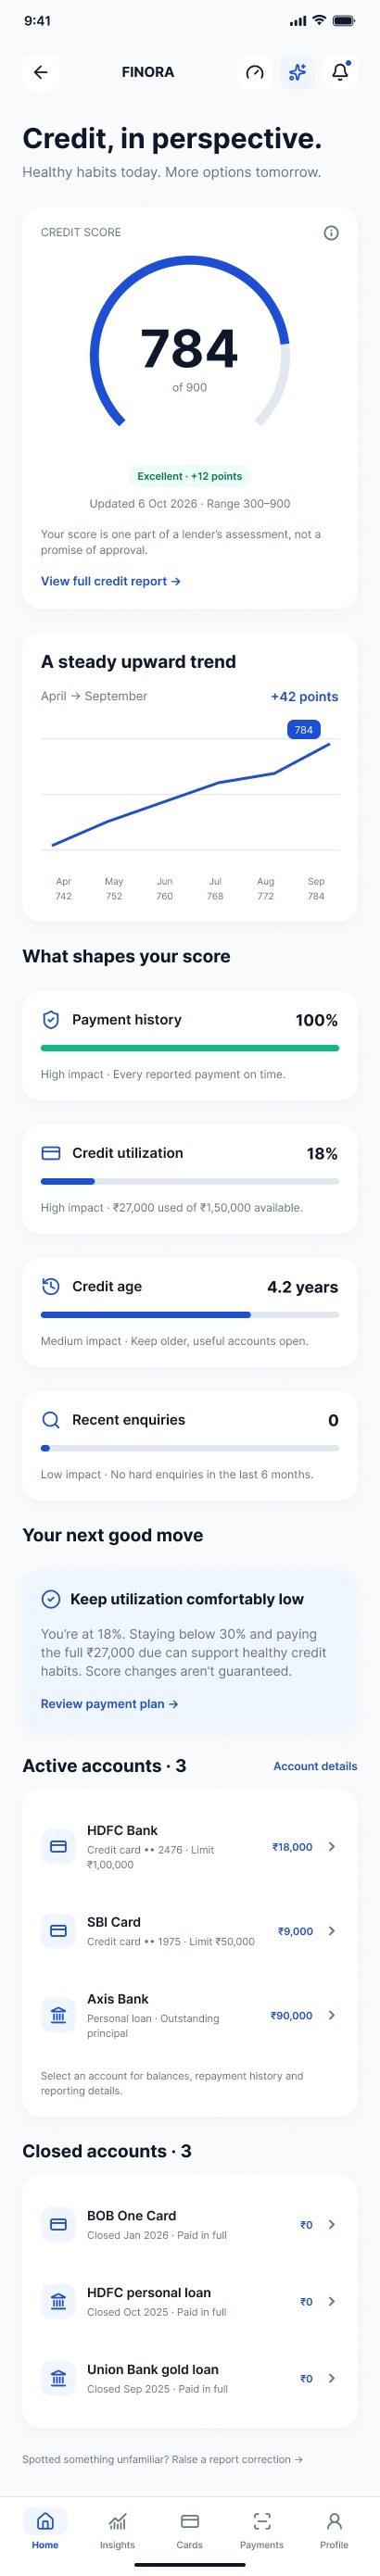 9:41
FINORA
Credit, in perspective.
Healthy habits today. More options tomorrow.
CREDIT SCORE
784
of 900
Excellent · +12 points
Updated 6 Oct 2026 · Range 300–900
Your score is one part of a lender’s assessment, not a
promise of approval.
View full credit report →
A steady upward trend
April → September +42 points
784
Apr May Jun Jul Aug Sep
742 752 760 768 772 784
What shapes your score
Payment history 100%
High impact · Every reported payment on time.
Credit utilization 18%
High impact · ₹27,000 used of ₹1,50,000 available.
Credit age 4.2 years
Medium impact · Keep older, useful accounts open.
Recent enquiries 0
Low impact · No hard enquiries in the last 6 months.
Your next good move
Keep utilization comfortably low
You’re at 18%. Staying below 30% and paying
the full ₹27,000 due can support healthy credit
habits. Score changes aren’t guaranteed.
Review payment plan →
Active accounts · 3 Account details
HDFC Bank
Credit card •• 2476 · Limit
₹1,00,000
₹18,000
SBI Card
Credit card •• 1975 · Limit ₹50,000
₹9,000
Axis Bank
Personal loan · Outstanding
principal
₹90,000
Select an account for balances, repayment history and
reporting details.
Closed accounts · 3
BOB One Card
Closed Jan 2026 · Paid in full
₹0
HDFC personal loan
Closed Oct 2025 · Paid in full
₹0
Union Bank gold loan
Closed Sep 2025 · Paid in full
₹0
Spotted something unfamiliar? Raise a report correction →
Home Insights Cards Payments Profile